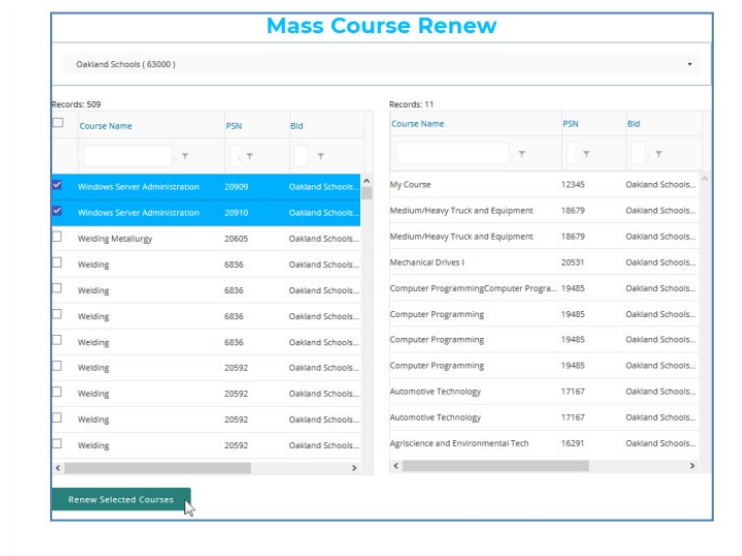 Mass Course Renew
Oakland Schools ( 63000 )
Records: 509
Course Name PSN Bld
Windows Server Administration 20909 Oakland Schools...
Windows Server Administration 20910 Oakland Schools...
Welding Metallurgy 20605 Oakland Schools...
Welding 6836 Oakland Schools...
Welding 6836 Oakland Schools...
Welding 6836 Oakland Schools...
Welding 6836 Oakland Schools...
Welding 20592 Oakland Schools...
Welding 20592 Oakland Schools...
Welding 20592 Oakland Schools...
Welding 20592 Oakland Schools...
Records: 11
Course Name PSN Bld
My Course 12345 Oakland Schools...
Medium/Heavy Truck and Equipment 18679 Oakland Schools...
Medium/Heavy Truck and Equipment 18679 Oakland Schools...
Mechanical Drives I 20531 Oakland Schools...
Computer ProgrammingComputer Progra... 19485 Oakland Schools...
Computer Programming 19485 Oakland Schools...
Computer Programming 19485 Oakland Schools...
Computer Programming 19485 Oakland Schools...
Automotive Technology 17167 Oakland Schools...
Automotive Technology 17167 Oakland Schools...
Agriscience and Environmental Tech 16291 Oakland Schools...
Renew Selected Courses